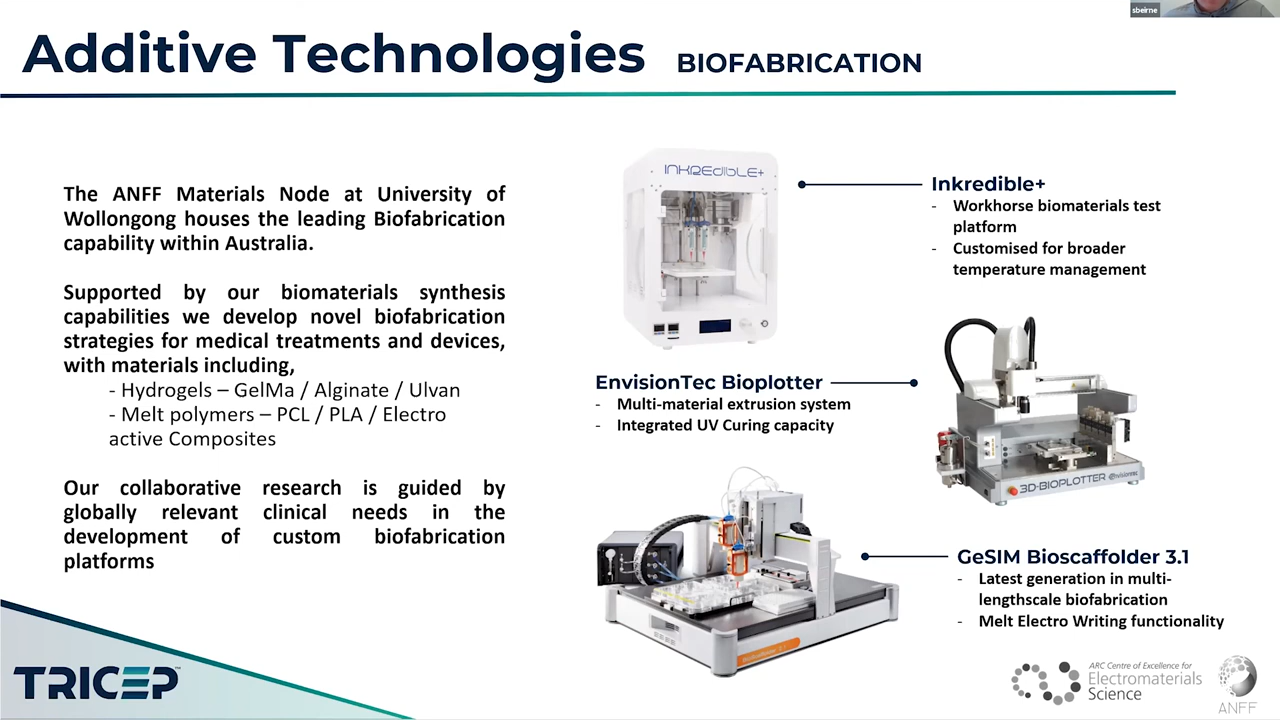 sbeirne
Additive Technologies BIOFABRICATION
The ANFF Materials Node at University of
Wollongong houses the leading Biofabrication
capability within Australia.
Supported by our biomaterials synthesis
capabilities we develop novel biofabrication
strategies for medical treatments and devices,
with materials including,
- Hydrogels – GelMa / Alginate / Ulvan
- Melt polymers – PCL / PLA / Electro
active Composites
Our collaborative research is guided by
globally relevant clinical needs in the
development of custom biofabrication
platforms
INKREDIBLE+
Inkredible+
- Workhorse biomaterials test
platform
- Customised for broader
temperature management
EnvisionTec Bioplotter
- Multi-material extrusion system
- Integrated UV Curing capacity
3D-BIOPLOTTER envisiontec
GeSIM Bioscaffolder 3.1
- Latest generation in multi-
lengthscale biofabrication
- Melt Electro Writing functionality
BioScaffolder 3.1
TRICEP™
ARC Centre of Excellence for
Electromaterials
Science
ANFF